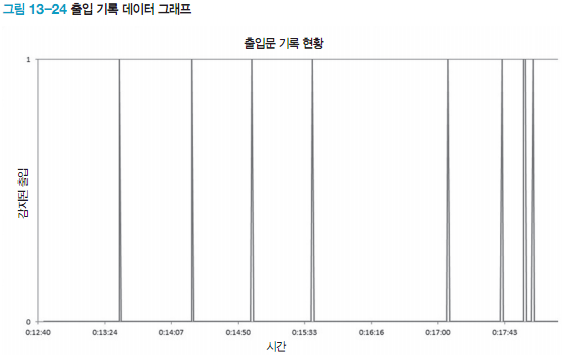 그림 13-24 출입 기록 데이터 그래프
출입문 기록 현황
1
감지된 출입
0
0:12:40 0:13:24 0:14:07 0:14:50 0:15:33 0:16:16 0:17:00 0:17:43
시간